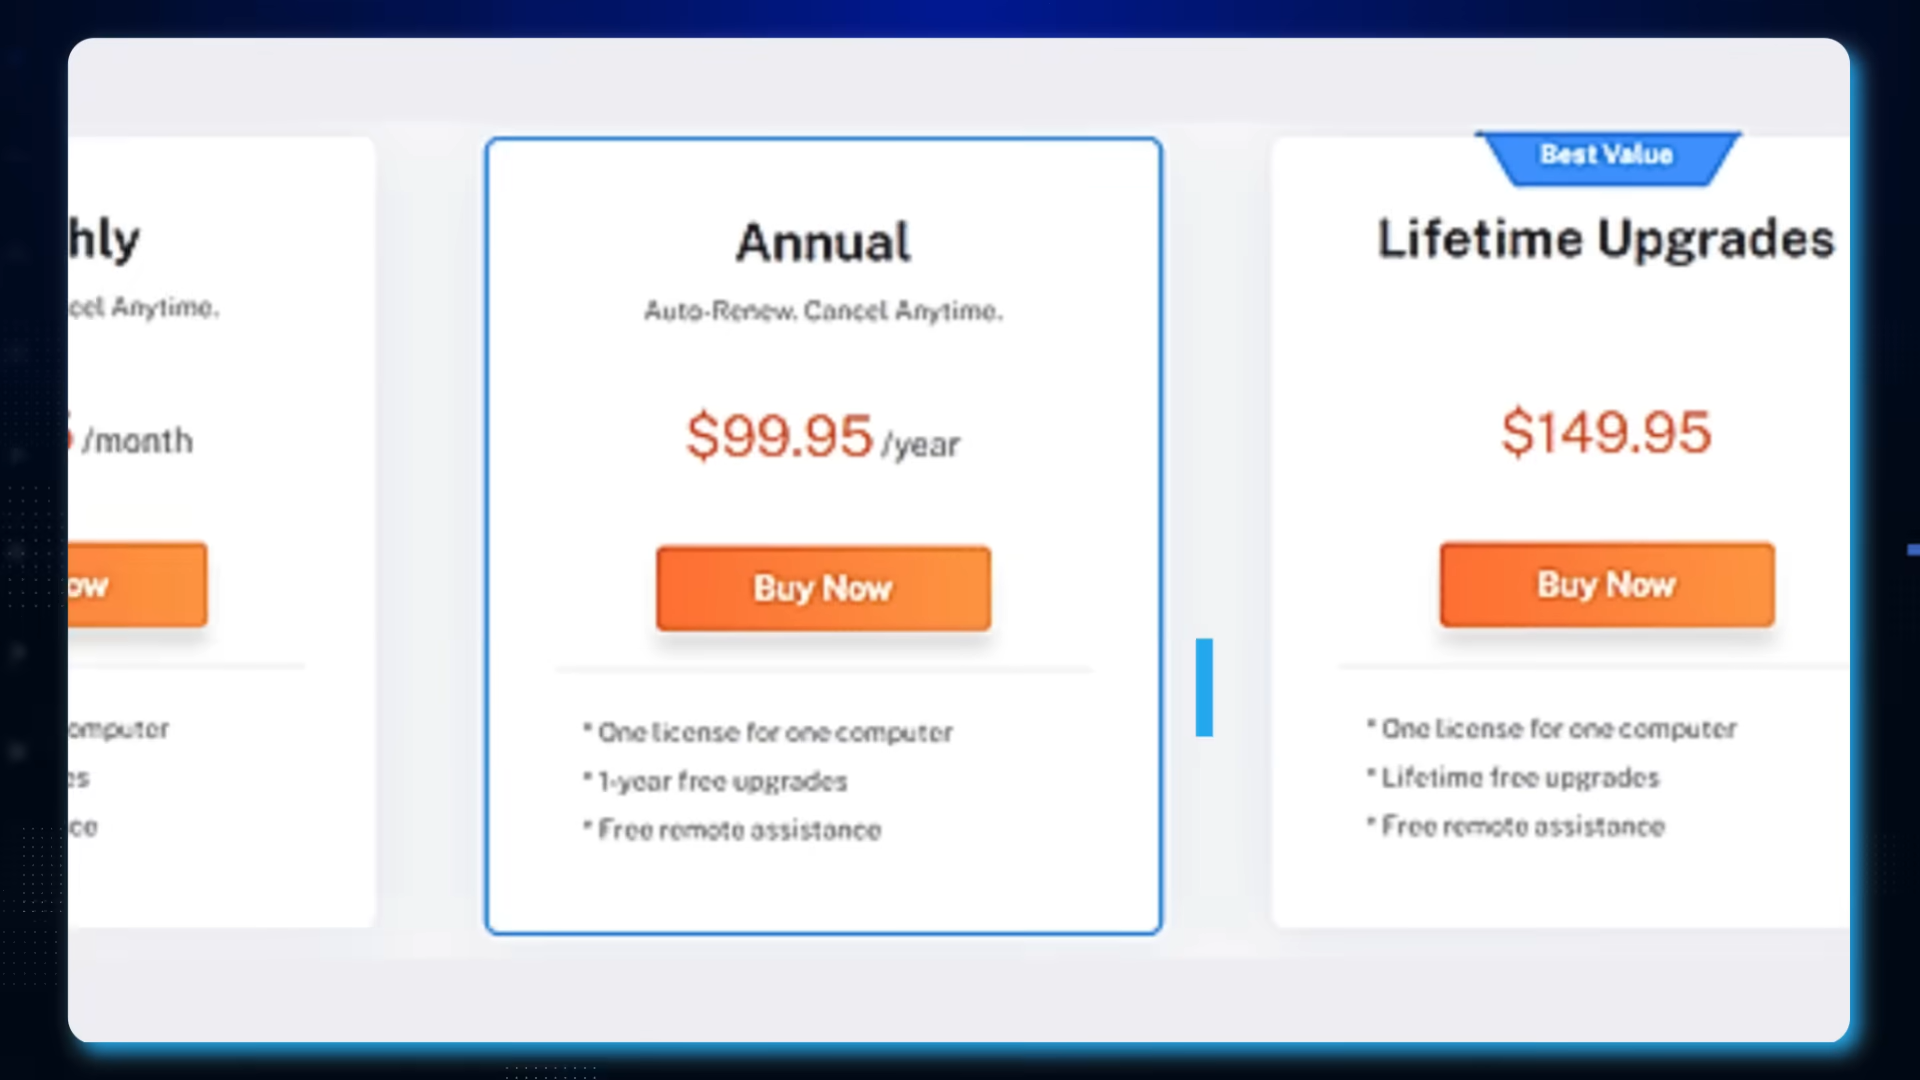 hly
cel Anytime.
/month
ow
omputer
es
ce
Annual
Auto-Renew. Cancel Anytime.
$99.95 /year
Buy Now
* One license for one computer
* 1-year free upgrades
* Free remote assistance
Best Value
Lifetime Upgrades
$149.95
Buy Now
* One license for one computer
* Lifetime free upgrades
* Free remote assistance